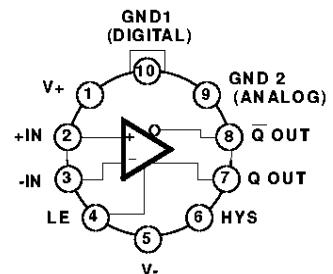 GND1
(DIGITAL)
10
V+
1
9
GND 2
(ANALOG)
+IN
2
+
Q
8
Q̅ OUT
-IN
3
−
7
Q OUT
LE
4
6
HYS
5
V-